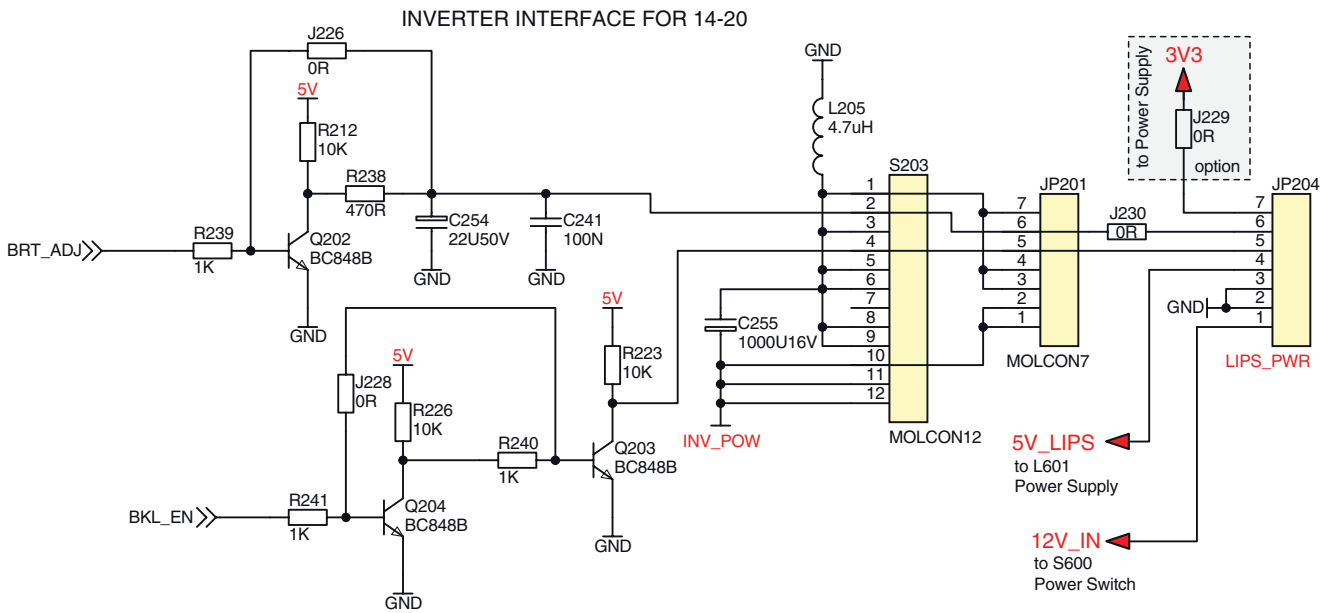 INVERTER INTERFACE FOR 14-20
J226
0R
5V
R212
10K
R238
470R
C254
22U50V
C241
100N
GND
GND
BRT_ADJ
R239
1K
Q202
BC848B
GND
GND
L205
4.7uH
S203
1
2
3
4
5
6
7
8
9
10
11
12
MOLCON12
C255
1000U16V
INV_POW
JP201
7
6
5
4
3
2
1
MOLCON7
J230
0R
to Power Supply
3V3
J229
0R
option
JP204
7
6
5
4
3
2
1
GND
LIPS_PWR
5V_LIPS
to L601
Power Supply
12V_IN
to S600
Power Switch
5V
R223
10K
J228
0R
5V
R226
10K
R240
1K
Q203
BC848B
GND
BKL_EN
R241
1K
Q204
BC848B
GND